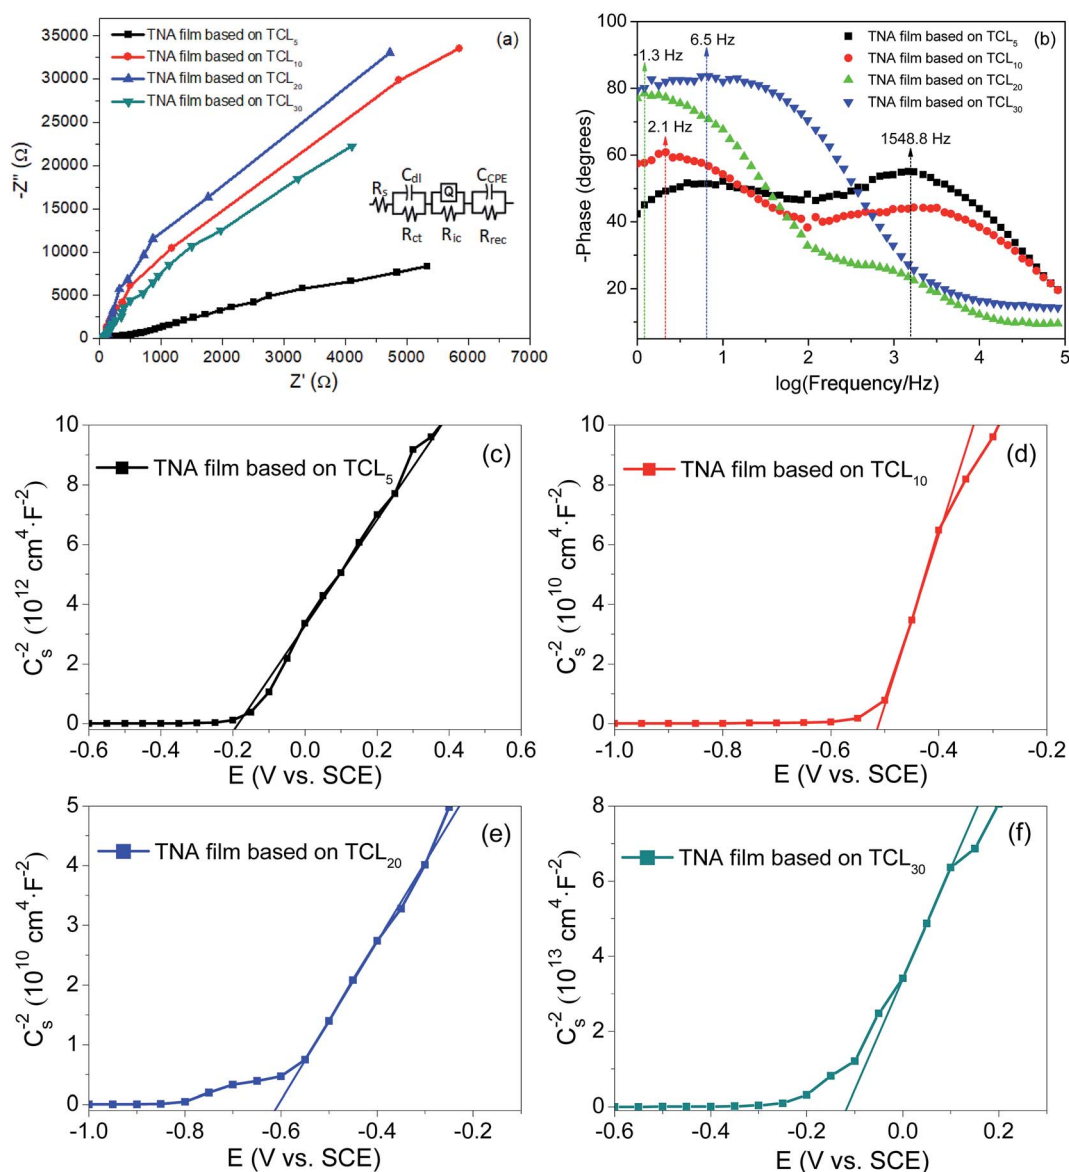 35000
30000
25000
20000
15000
10000
5000
0
-Z'' (Ω)
TNA film based on TCL5
TNA film based on TCL10
TNA film based on TCL20
TNA film based on TCL30
(a)
Rs
Cdl
Q
CCPE
Rct
Ric
Rrec
0 1000 2000 3000 4000 5000 6000 7000
Z' (Ω)
100
80
60
40
20
-Phase (degrees)
6.5 Hz
1.3 Hz
2.1 Hz
1548.8 Hz
TNA film based on TCL5
TNA film based on TCL10
TNA film based on TCL20
TNA film based on TCL30
(b)
0 1 2 3 4 5
log(Frequency/Hz)
10
8
6
4
2
0
Cs-2 (1012 cm4·F-2)
TNA film based on TCL5
(c)
-0.6 -0.4 -0.2 0.0 0.2 0.4 0.6
E (V vs. SCE)
10
8
6
4
2
0
Cs-2 (1010 cm4·F-2)
TNA film based on TCL10
(d)
-1.0 -0.8 -0.6 -0.4 -0.2
E (V vs. SCE)
5
4
3
2
1
0
Cs-2 (1010 cm4·F-2)
TNA film based on TCL20
(e)
-1.0 -0.8 -0.6 -0.4 -0.2
E (V vs. SCE)
8
6
4
2
0
Cs-2 (1013 cm4·F-2)
TNA film based on TCL30
(f)
-0.6 -0.4 -0.2 0.0 0.2
E (V vs. SCE)